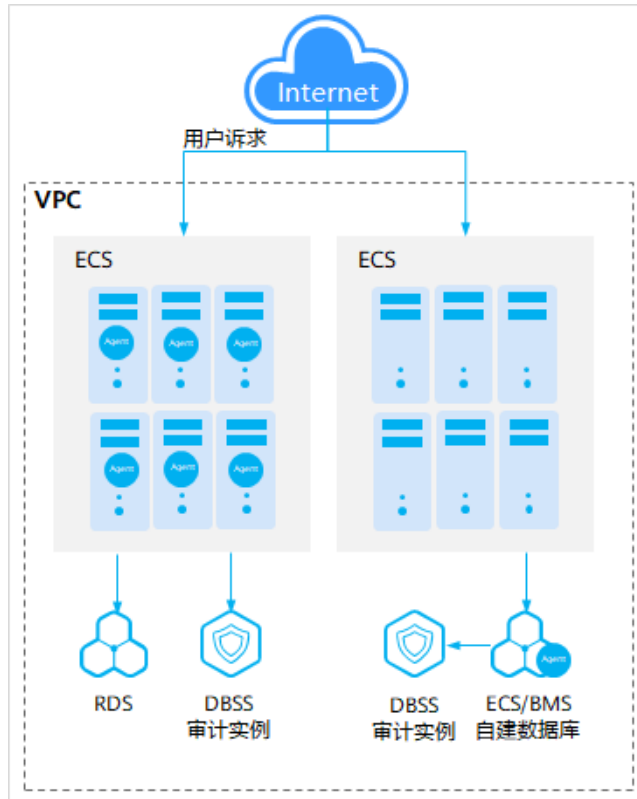 Internet
用户诉求
VPC
ECS
ECS
Agent
Agent
Agent
Agent
Agent
Agent
Agent
RDS
DBSS
审计实例
DBSS
审计实例
ECS/BMS
自建数据库